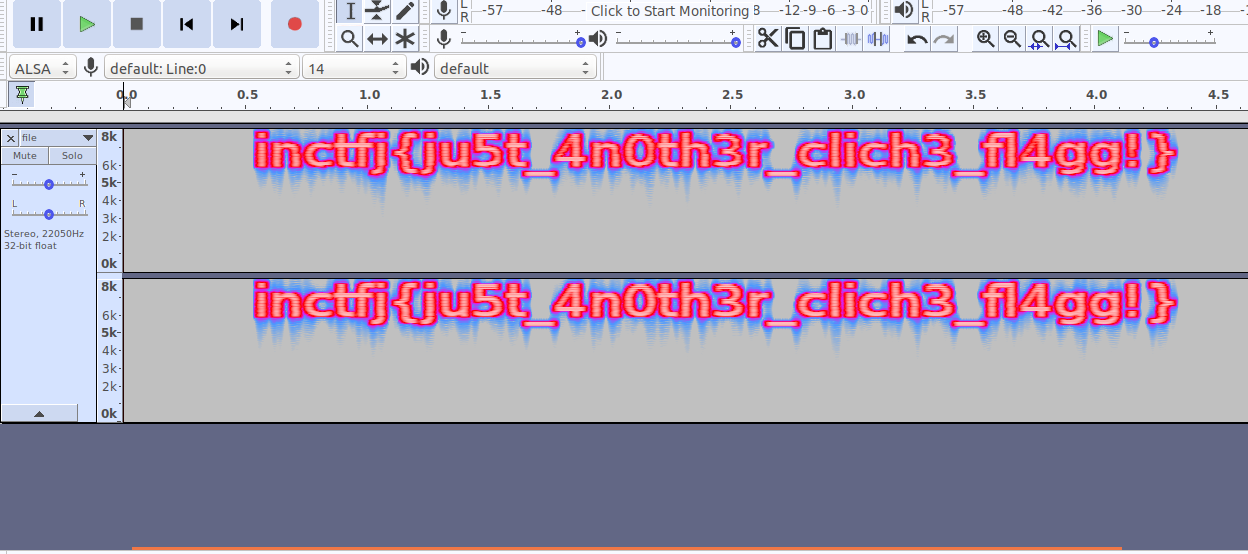 L -57 -48 - Click to Start Monitoring 8 -12 -9 -6 -3 0
R
L -57 -48 -42 -36 -30 -24 -18 -1
R
- +
- +
- +
ALSA default: Line:0 14 default
0.0 0.5 1.0 1.5 2.0 2.5 3.0 3.5 4.0 4.5
x file
Mute Solo
- +
L R
Stereo, 22050Hz
32-bit float
8k
6k
5k
4k
3k
2k
0k
inctfj{ju5t_4n0th3r_clich3_fl4gg!}
8k
6k
5k
4k
3k
2k
0k
inctfj{ju5t_4n0th3r_clich3_fl4gg!}